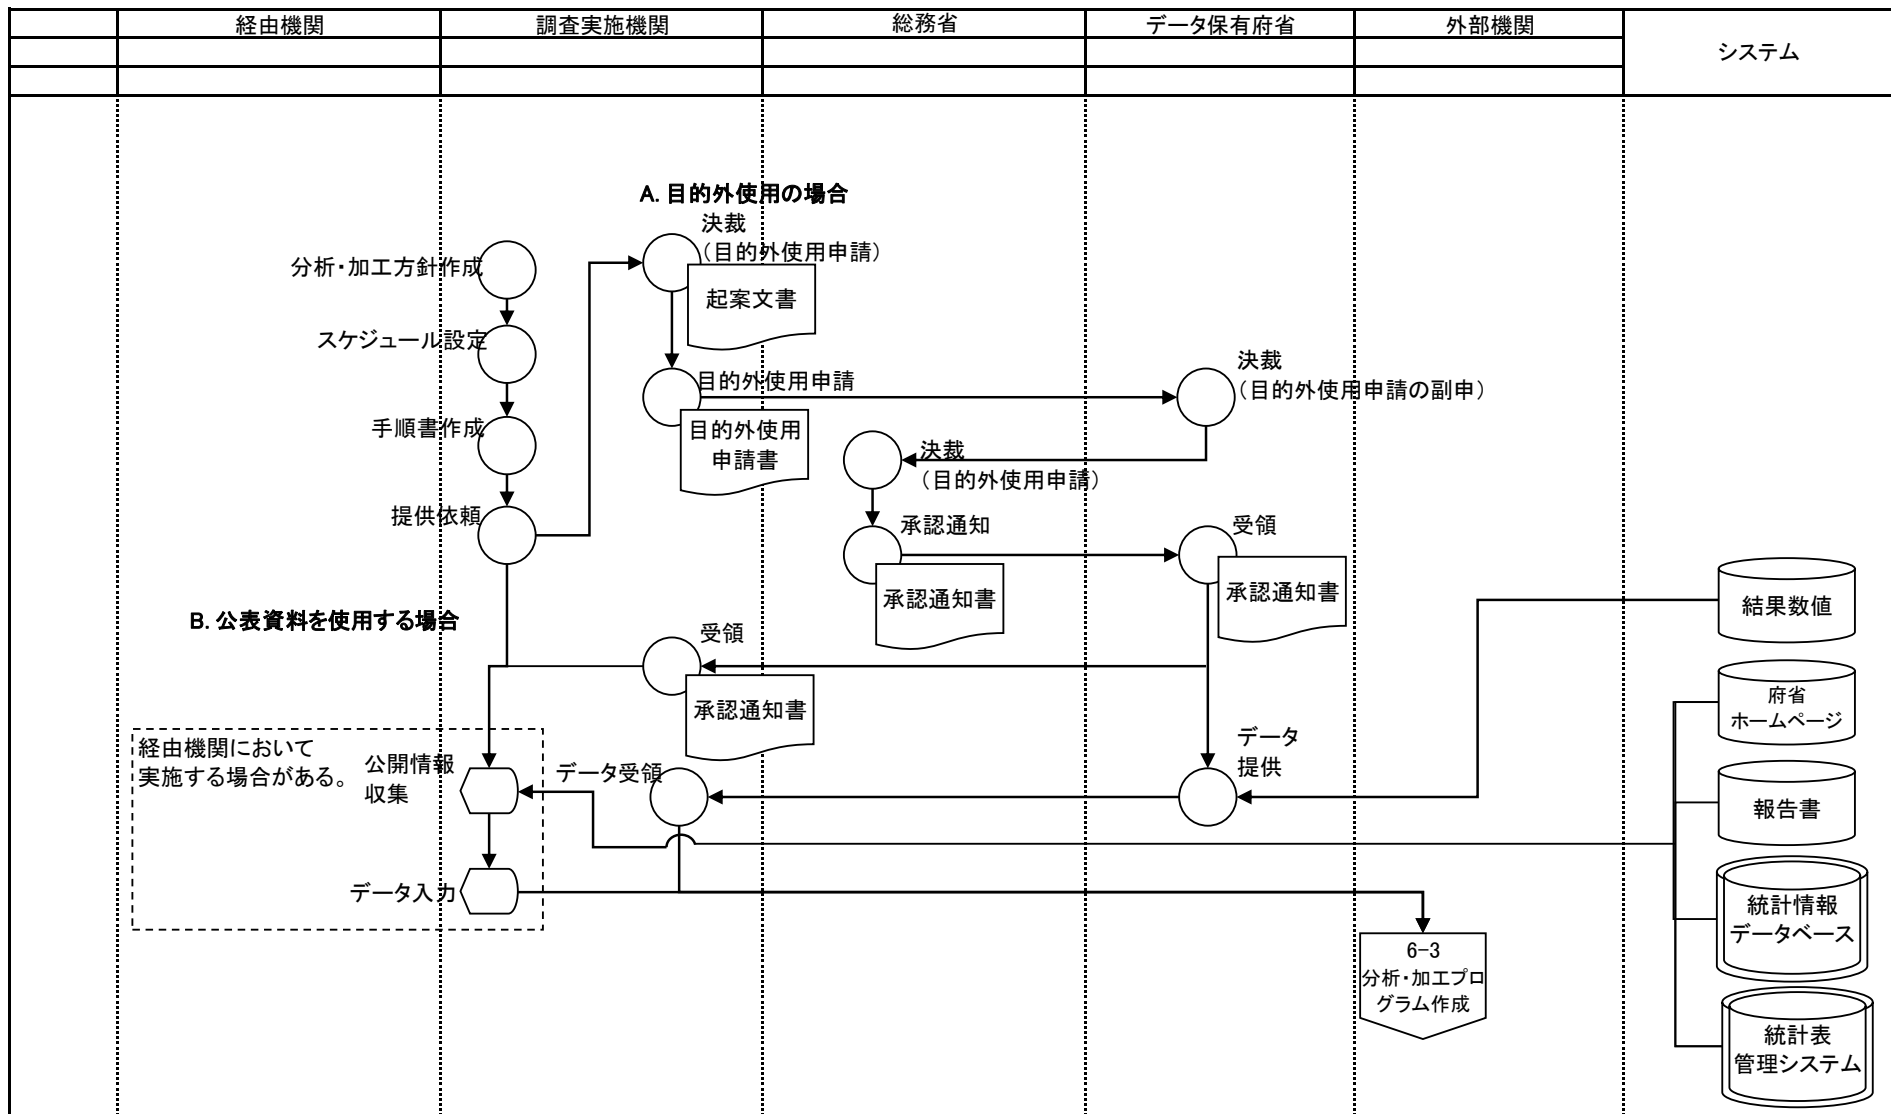 経由機関
調査実施機関
総務省
データ保有府省
外部機関
システム
A. 目的外使用の場合
決裁
（目的外使用申請）
起案文書
分析・加工方針作成
スケジュール設定
手順書作成
提供依頼
目的外使用申請
目的外使用
申請書
決裁
（目的外使用申請の副申）
決裁
（目的外使用申請）
承認通知
承認通知書
受領
承認通知書
B. 公表資料を使用する場合
受領
承認通知書
結果数値
府省
ホームページ
報告書
統計情報
データベース
統計表
管理システム
経由機関において
実施する場合がある。
公開情報
収集
データ受領
データ
提供
データ入力
6-3
分析・加工プロ
グラム作成